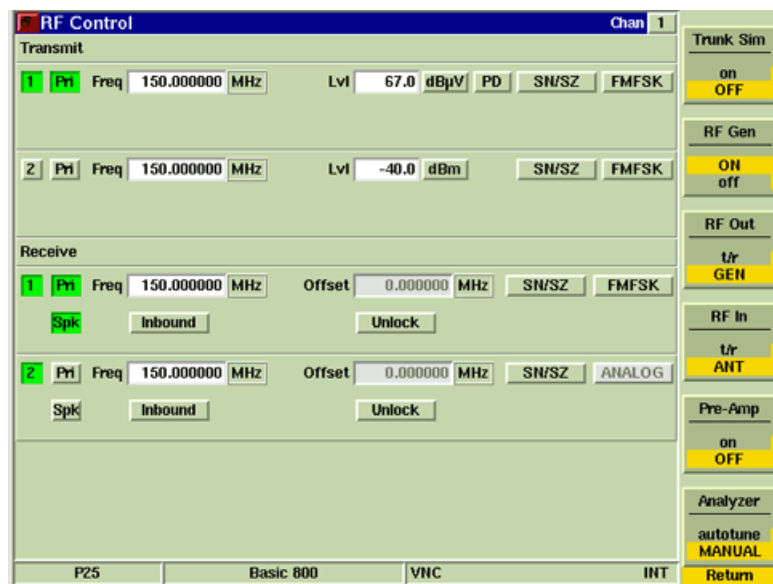 RF Control Chan 1
Transmit
1 Pri Freq 150.000000 MHz Lvl 67.0 dBµV PD SN/SZ FMFSK
2 Pri Freq 150.000000 MHz Lvl -40.0 dBm SN/SZ FMFSK
Receive
1 Pri Freq 150.000000 MHz Offset 0.000000 MHz SN/SZ FMFSK
Spk Inbound Unlock
2 Pri Freq 150.000000 MHz Offset 0.000000 MHz SN/SZ ANALOG
Spk Inbound Unlock
P25 Basic 800 VNC INT
Trunk Sim
on
OFF
RF Gen
ON
off
RF Out
t/r
GEN
RF In
t/r
ANT
Pre-Amp
on
OFF
Analyzer
autotune
MANUAL
Return